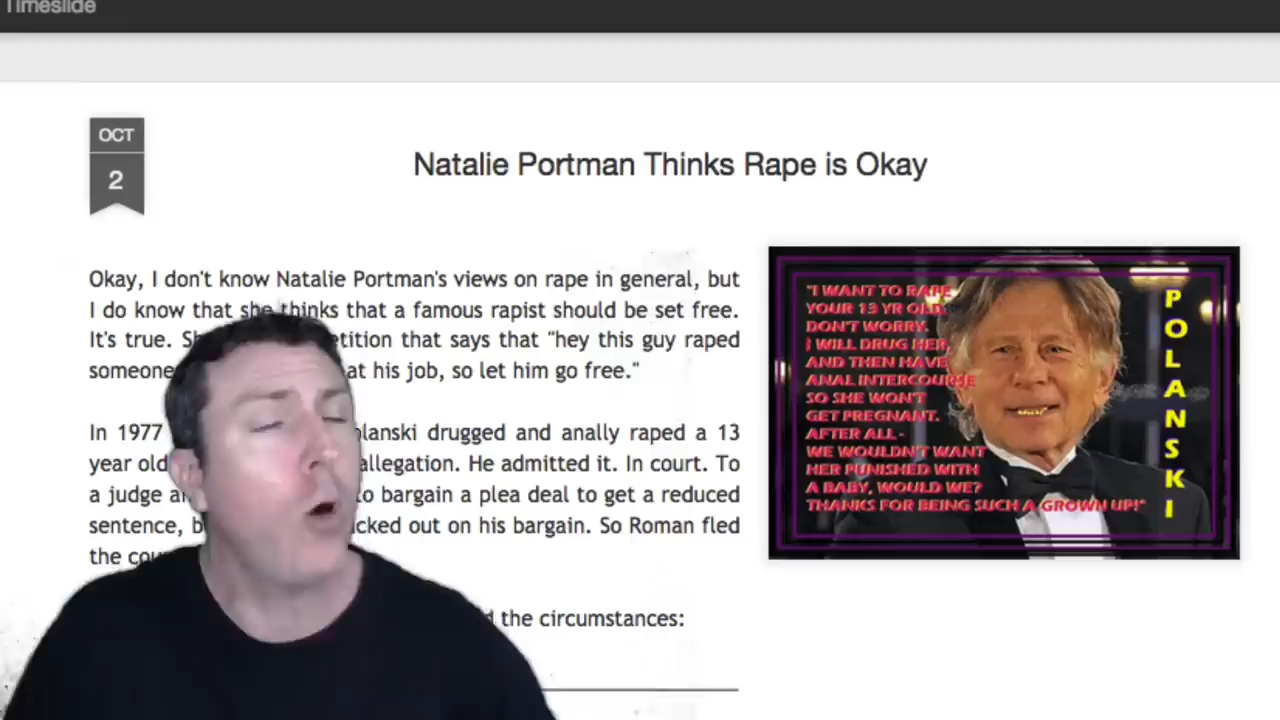 Timeslide
OCT
2
Natalie Portman Thinks Rape is Okay
Okay, I don't know Natalie Portman's views on rape in general, but
I do know that she thinks that a famous rapist should be set free.
It's true. that says that "hey this guy raped
someone at his job, so let him go free."
In 1977 drugged and anally raped a 13
year old allegation. He admitted it. In court. To
a judge to bargain a plea deal to get a reduced
sentence, out on his bargain. So Roman fled
the
the circumstances:
"I WANT TO RAPE
YOUR 13 YR OLD.
DON'T WORRY.
I WILL DRUG HER
AND THEN HAVE
ANAL INTERCOURSE
SO SHE WON'T
GET PREGNANT.
AFTER ALL -
WE WOULDN'T WANT
HER PUNISHED WITH
A BABY, WOULD WE?
THANKS FOR BEING SUCH A GROWN UP!"
POLANSKI